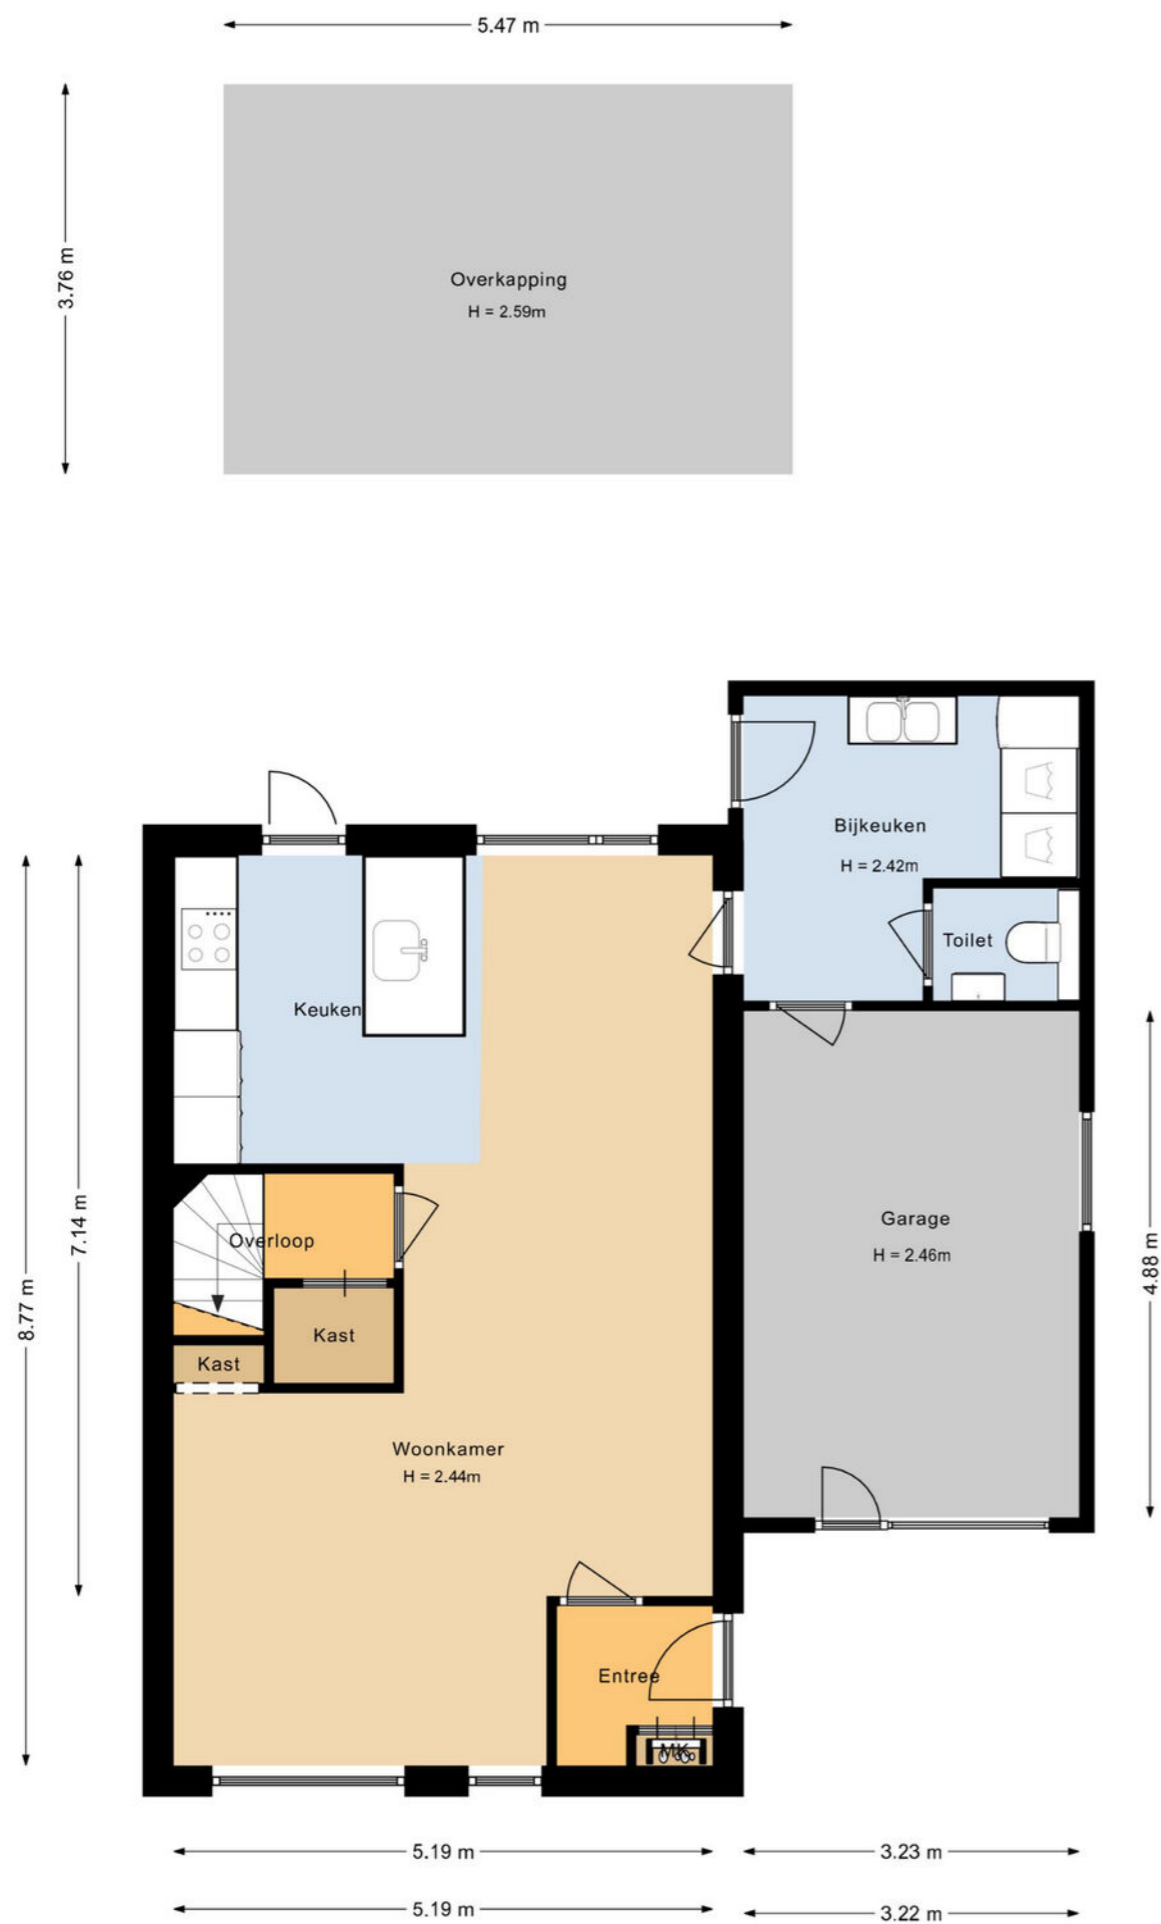 5.47 m
3.76 m
Overkapping
H = 2.59m
Bijkeuken
H = 2.42m
Toilet
Keuken
Overloop
Kast
Kast
7.14 m
8.77 m
Garage
H = 2.46m
4.88 m
Woonkamer
H = 2.44m
Entree
MK
5.19 m
3.23 m
5.19 m
3.22 m